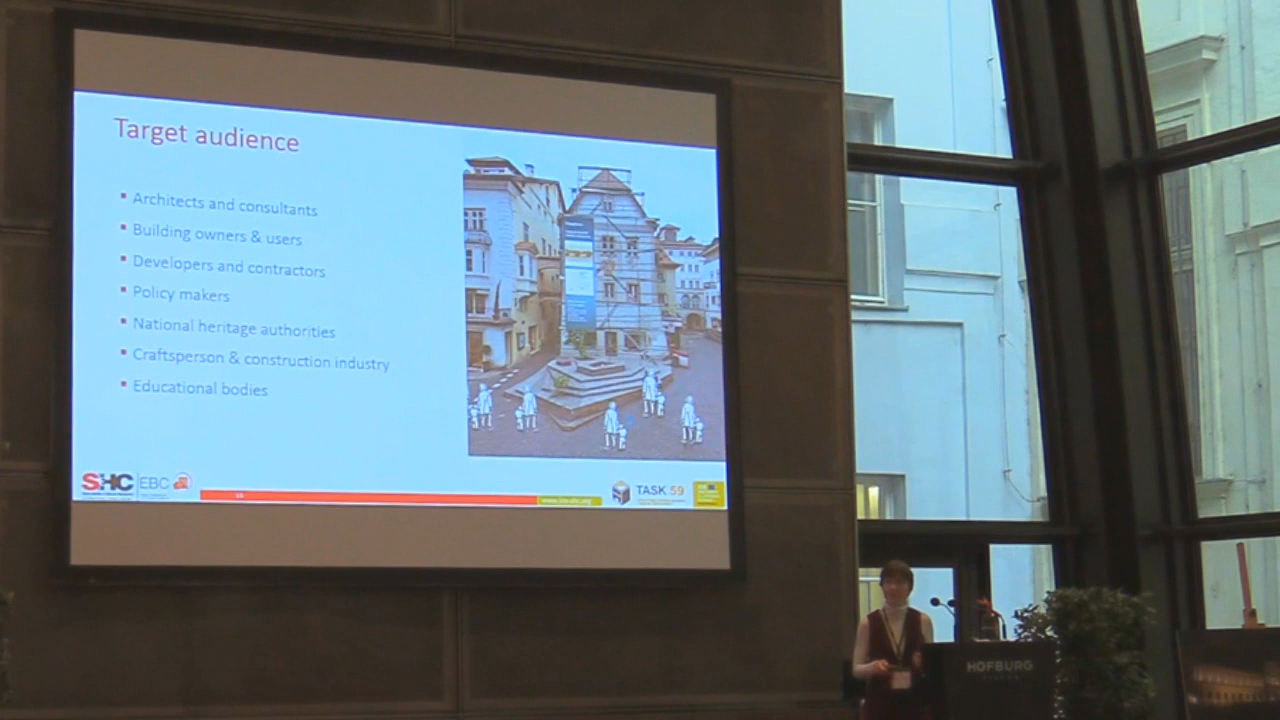 Target audience
Architects and consultants
Building owners & users
Developers and contractors
Policy makers
National heritage authorities
Craftsperson & construction industry
Educational bodies
SHC EBC
TASK 59
HOFBURG